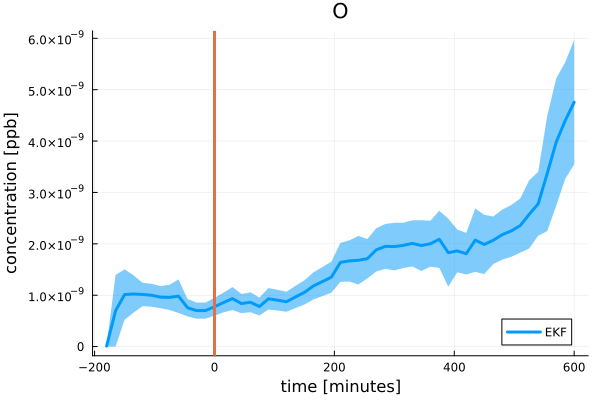 O
6.0×10⁻⁹
5.0×10⁻⁹
4.0×10⁻⁹
3.0×10⁻⁹
2.0×10⁻⁹
1.0×10⁻⁹
0
concentration [ppb]
EKF
−200 0 200 400 600
time [minutes]